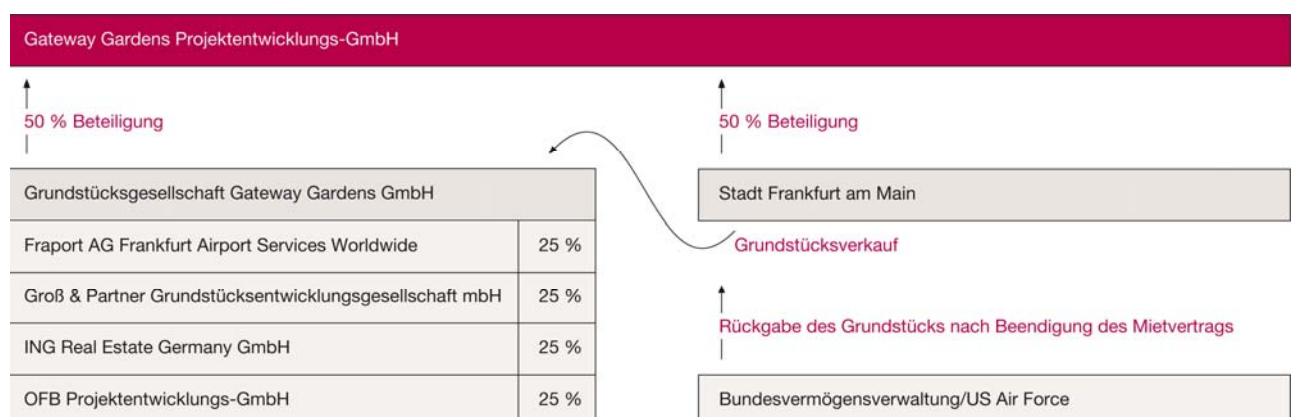 Gateway Gardens Projektentwicklungs-GmbH
50 % Beteiligung
50 % Beteiligung
Grundstücksgesellschaft Gateway Gardens GmbH
Stadt Frankfurt am Main
Fraport AG Frankfurt Airport Services Worldwide 25 %
Grundstücksverkauf
Groß & Partner Grundstücksentwicklungsgesellschaft mbH 25 %
Rückgabe des Grundstücks nach Beendigung des Mietvertrags
ING Real Estate Germany GmbH 25 %
OFB Projektentwicklungs-GmbH 25 %
Bundesvermögensverwaltung/US Air Force